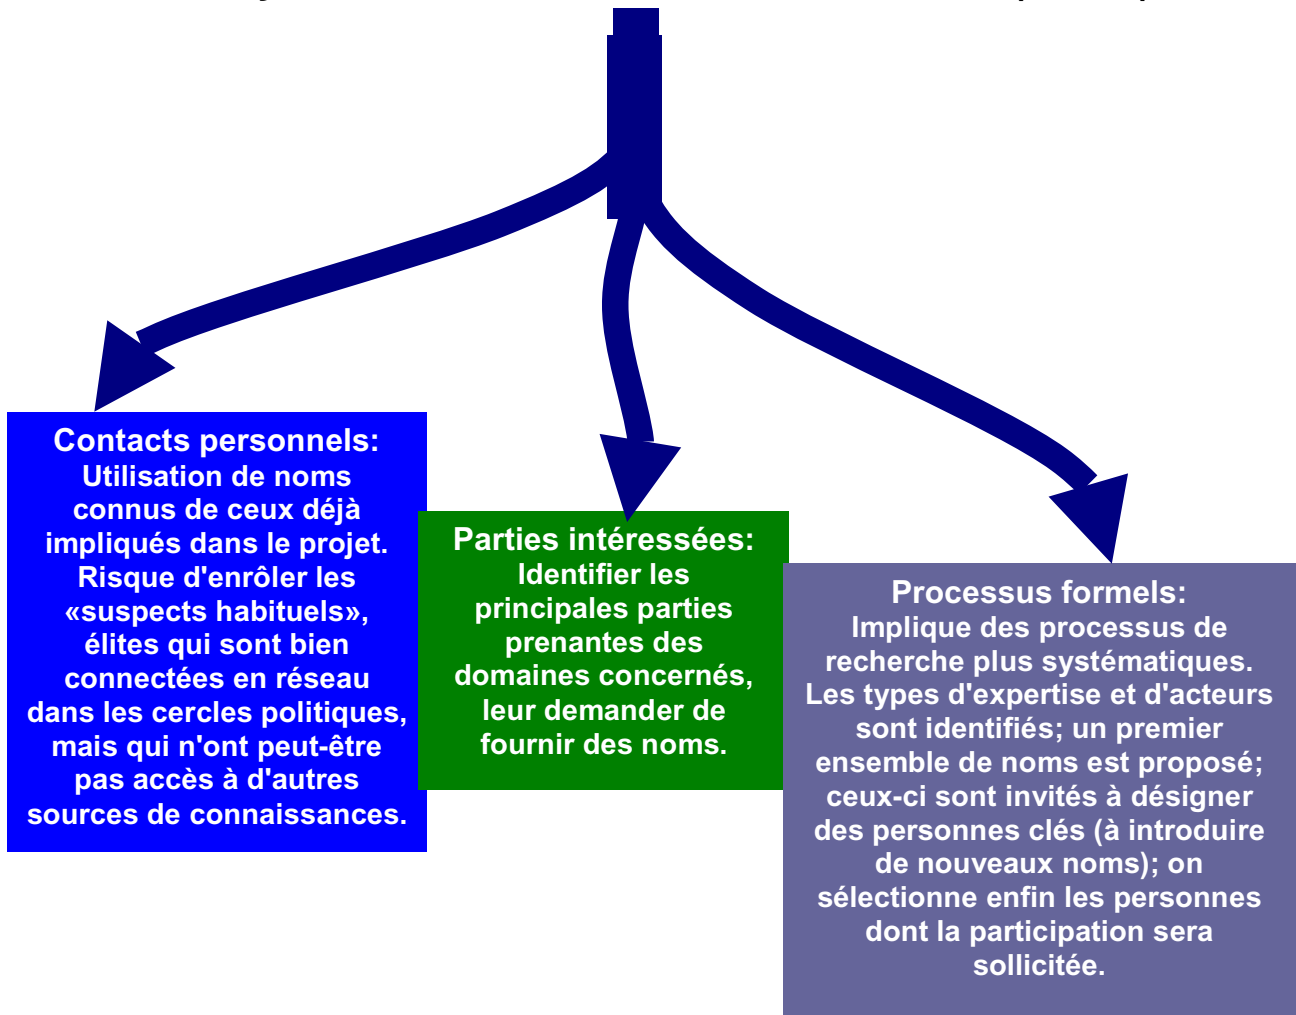 Contacts personnels:
Utilisation de noms
connus de ceux déjà
impliqués dans le projet.
Risque d'enrôler les
«suspects habituels»,
élites qui sont bien
connectées en réseau
dans les cercles politiques,
mais qui n'ont peut-être
pas accès à d'autres
sources de connaissances.
Parties intéressées:
Identifier les
principales parties
prenantes des
domaines concernés,
leur demander de
fournir des noms.
Processus formels:
Implique des processus de
recherche plus systématiques.
Les types d'expertise et d'acteurs
sont identifiés; un premier
ensemble de noms est proposé;
ceux-ci sont invités à désigner
des personnes clés (à introduire
de nouveaux noms); on
sélectionne enfin les personnes
dont la participation sera
sollicitée.